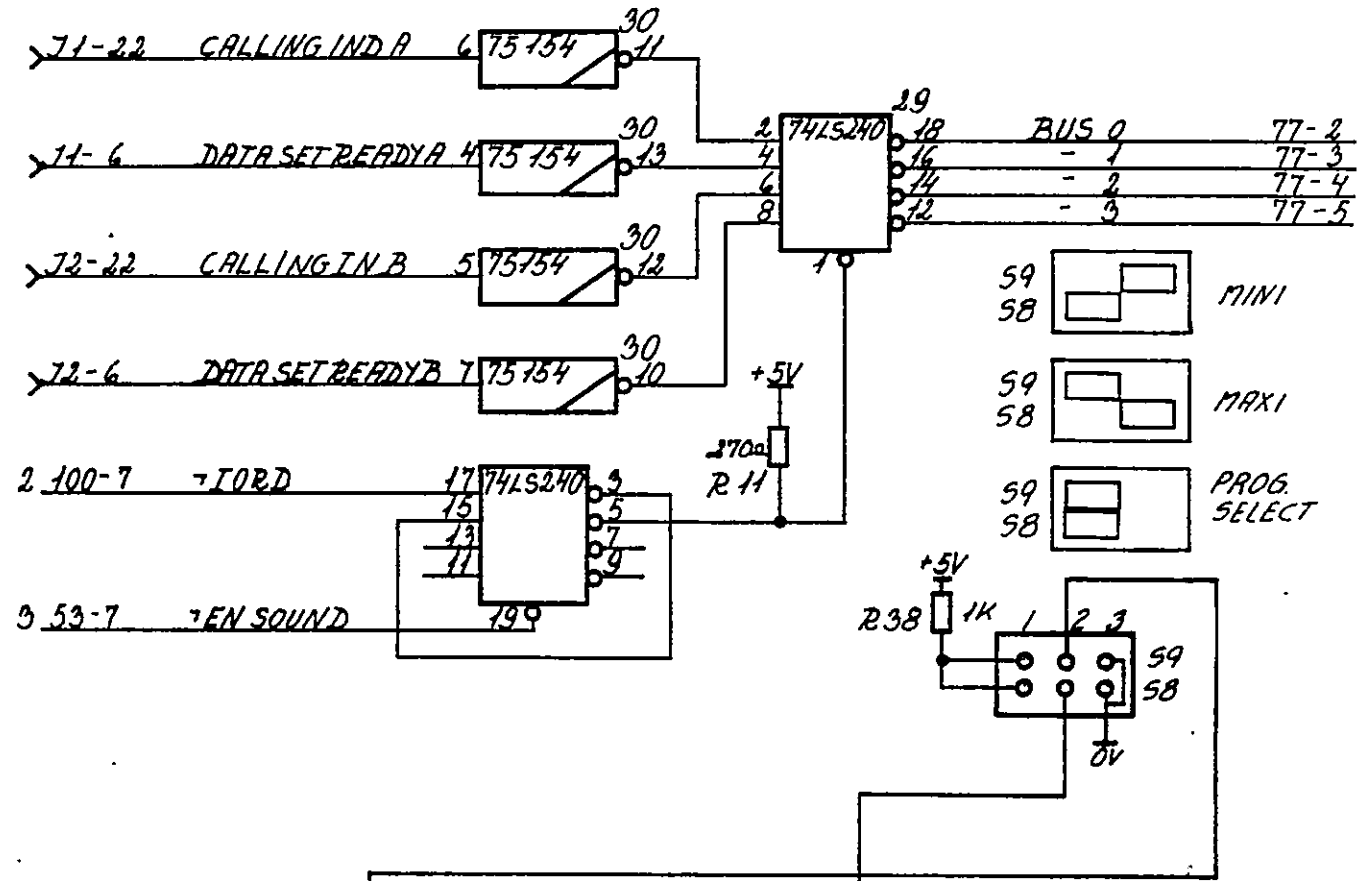 30
J1-22 CALLING IND A 6 75154 11
29
30
2 74LS240 18 BUS 0 77-2
J1-6 DATA SET READY A 4 75154 13
4 16 - 1 77-3
6 14 - 2 77-4
8 12 - 3 77-5
30
J2-22 CALLING IN B 5 75154 12
1
S9
S8
MINI
30
J2-6 DATA SET READY B 7 75154 10
+5V
S9
S8
MAXI
270Ω
R11
2 100-7 ¬IORD 17 74LS240 3
15 5
13 7
11 9
S9
S8
PROG.
SELECT
3 53-7 ¬EN SOUND 19
+5V
R38 1K
1 2 3
S9
S8
0V